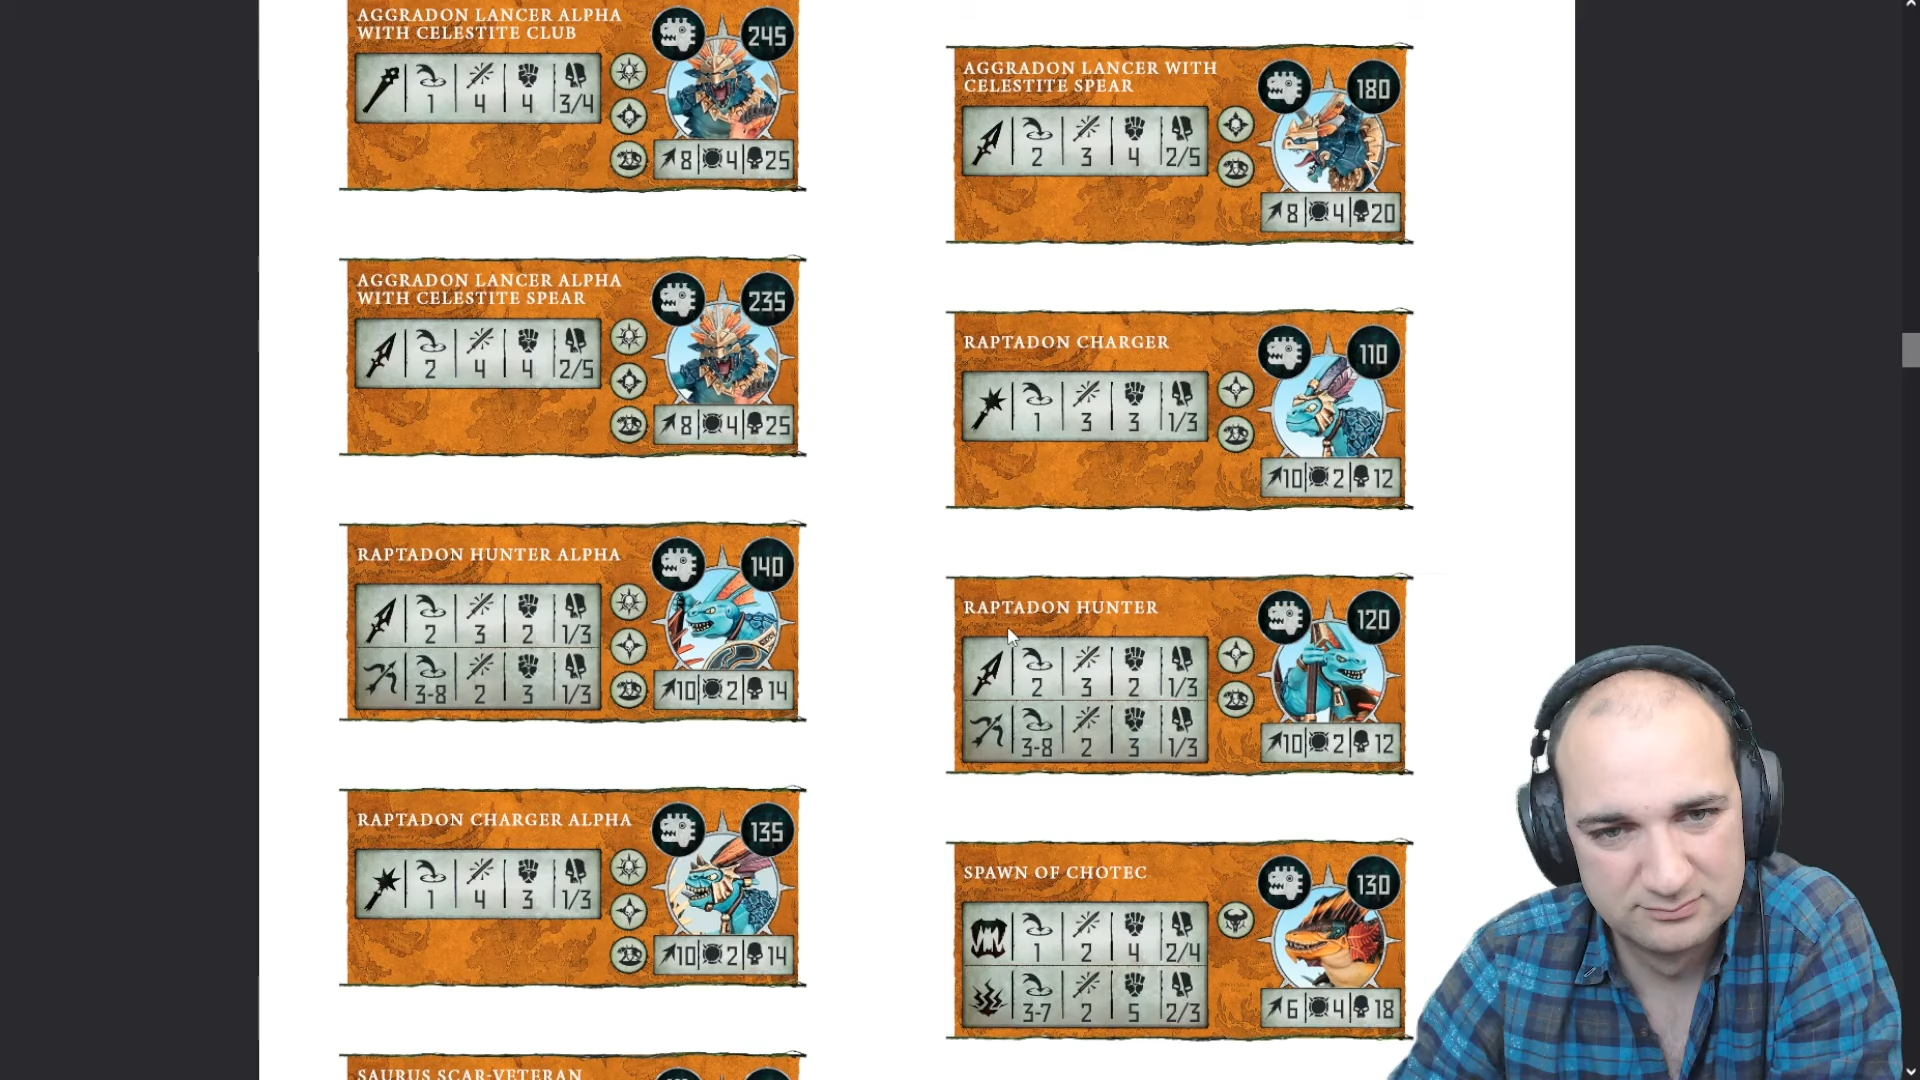 AGGRADON LANCER ALPHA
WITH CELESTITE CLUB
245
1 4 4 3/4
8 4 25
AGGRADON LANCER ALPHA
WITH CELESTITE SPEAR
235
2 4 4 2/5
8 4 25
RAPTADON HUNTER ALPHA
140
2 3 2 1/3
3-8 2 3 1/3
10 2 14
RAPTADON CHARGER ALPHA
135
1 4 3 1/3
10 2 14
SAURUS SCAR-VETERAN
AGGRADON LANCER WITH
CELESTITE SPEAR
180
2 3 4 2/5
8 4 20
RAPTADON CHARGER
110
1 3 3 1/3
10 2 12
RAPTADON HUNTER
120
2 3 2 1/3
3-8 2 3 1/3
10 2 12
SPAWN OF CHOTEC
130
1 2 4 2/4
3-7 2 5 2/3
6 4 18